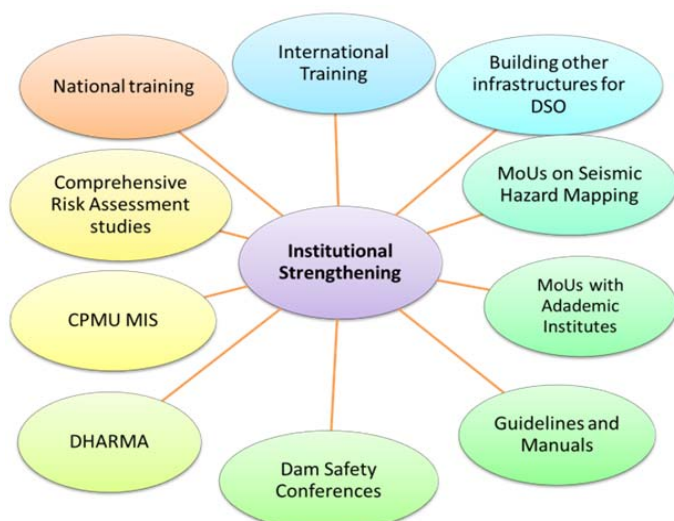 International
Training
Building other
infrastructures for
DSO
National training
MoUs on Seismic
Hazard Mapping
Comprehensive
Risk Assessment
studies
Institutional
Strengthening
MoUs with
Adademic
Institutes
CPMU MIS
Guidelines and
Manuals
DHARMA
Dam Safety
Conferences